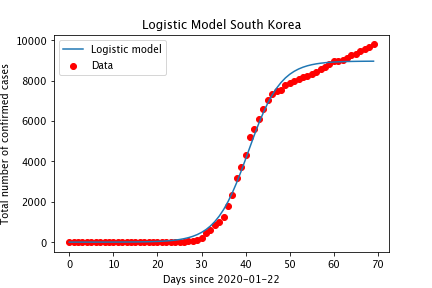 Logistic Model South Korea
Total number of confirmed cases
10000
8000
6000
4000
2000
0
Logistic model
Data
0 10 20 30 40 50 60 70
Days since 2020-01-22